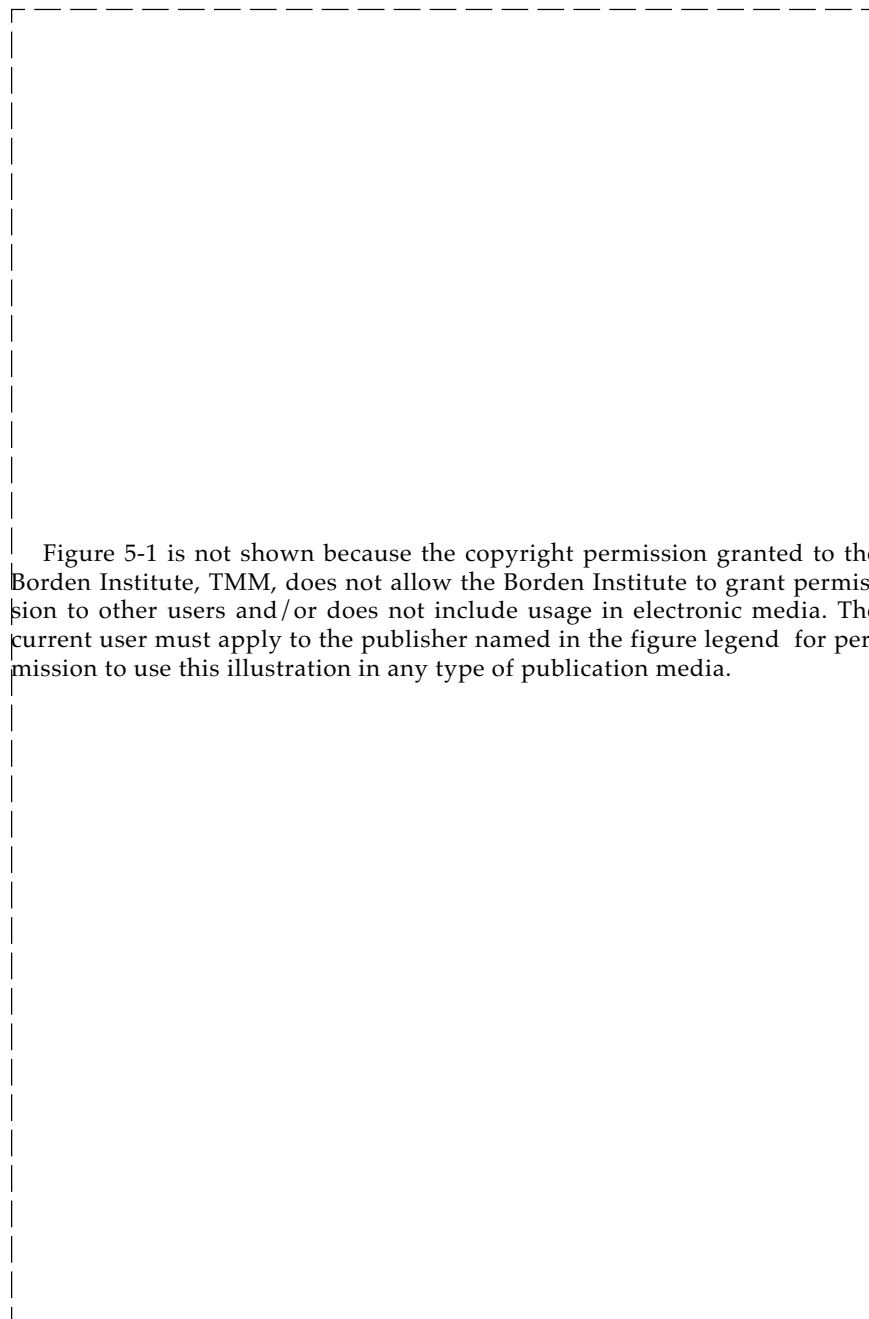 Figure 5-1 is not shown because the copyright permission granted to the
Borden Institute, TMM, does not allow the Borden Institute to grant permis
sion to other users and/or does not include usage in electronic media. The
current user must apply to the publisher named in the figure legend for per
mission to use this illustration in any type of publication media.